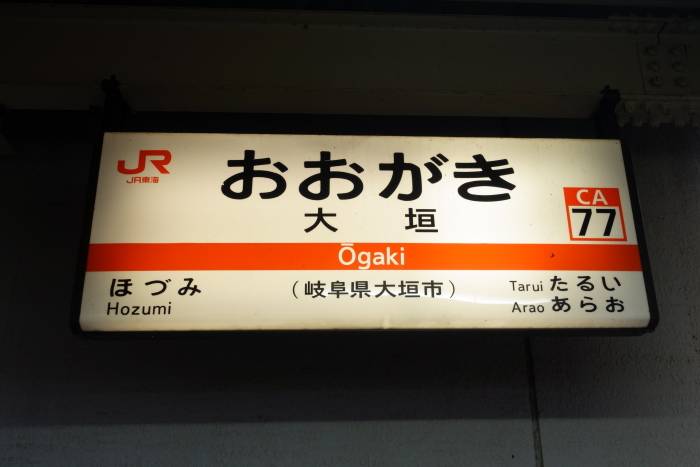 JR
JR東海
おおがき
大垣
CA
77
Ōgaki
ほづみ
Hozumi
（岐阜県大垣市）
Tarui たるい
Arao あらお